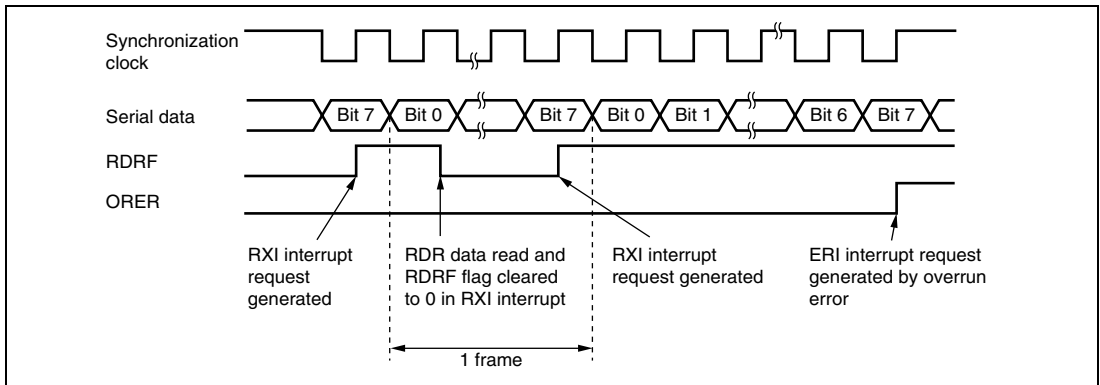 Synchronization
clock
Serial data
Bit 7 Bit 0 Bit 7 Bit 0 Bit 1 Bit 6 Bit 7
RDRF
ORER
RXI interrupt
request
generated
RDR data read and
RDRF flag cleared
to 0 in RXI interrupt
RXI interrupt
request generated
ERI interrupt request
generated by overrun
error
1 frame